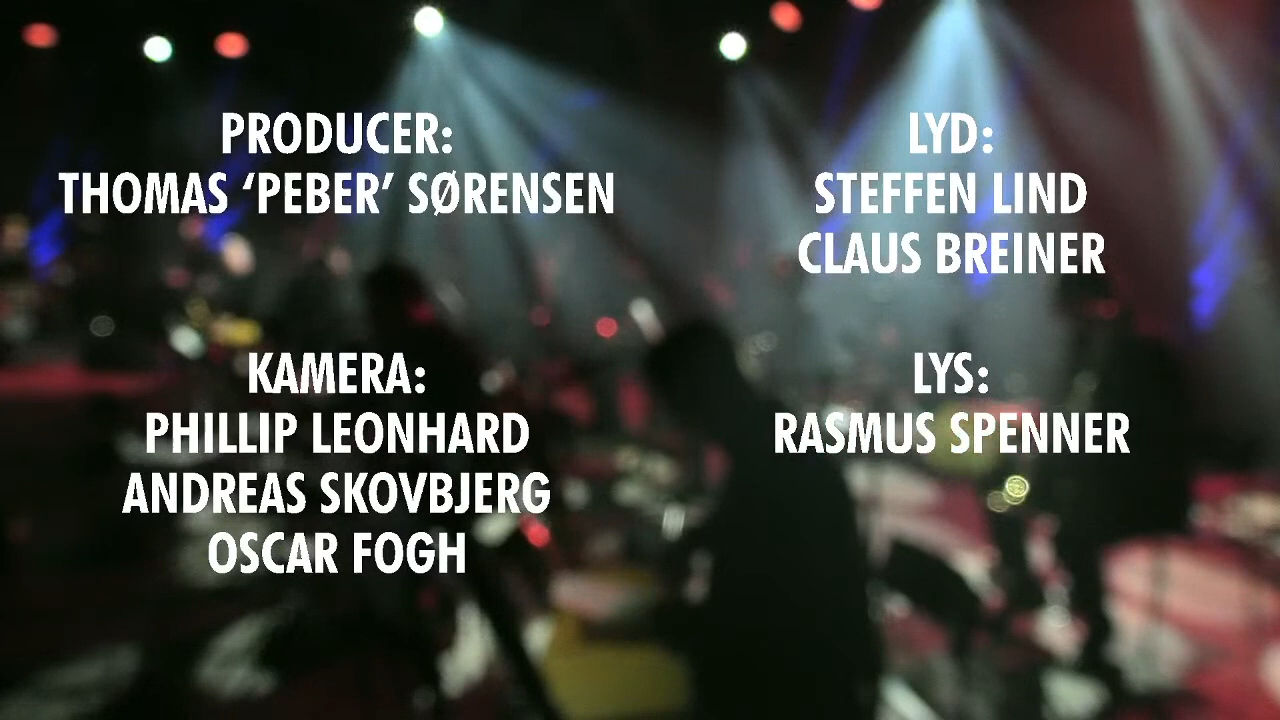 PRODUCER:
THOMAS ‘PEBER’ SØRENSEN
KAMERA:
PHILLIP LEONHARD
ANDREAS SKOVBJERG
OSCAR FOGH
LYD:
STEFFEN LIND
CLAUS BREINER
LYS:
RASMUS SPENNER